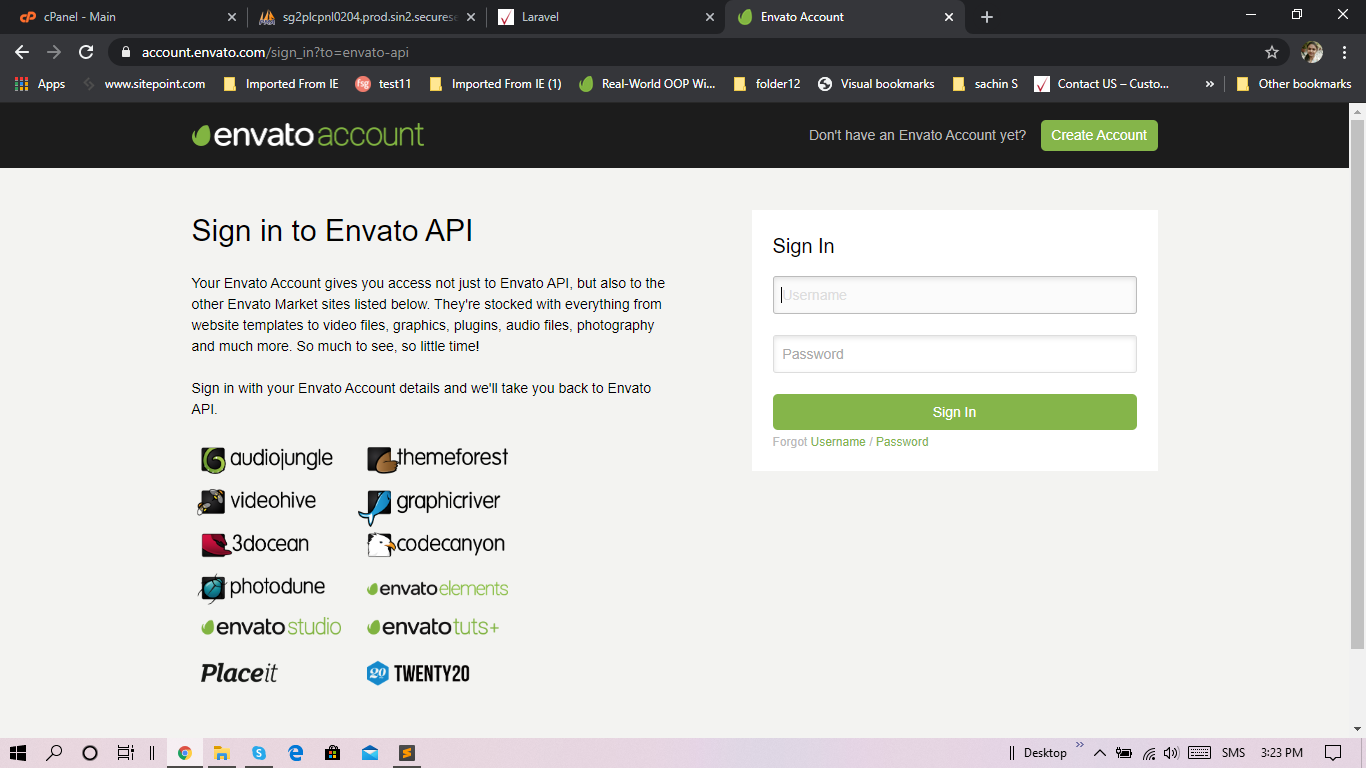 cPanel - Main
sg2plcpnl0204.prod.sin2.securese
Laravel
Envato Account
account.envato.com/sign_in?to=envato-api
Apps
www.sitepoint.com
Imported From IE
fsg
test11
Imported From IE (1)
Real-World OOP Wi...
folder12
Visual bookmarks
sachin S
Contact US – Custo...
»
Other bookmarks
envato account
Don't have an Envato Account yet?
Create Account
Sign in to Envato API
Your Envato Account gives you access not just to Envato API, but also to the
other Envato Market sites listed below. They're stocked with everything from
website templates to video files, graphics, plugins, audio files, photography
and much more. So much to see, so little time!
Sign in with your Envato Account details and we'll take you back to Envato
API.
audiojungle
themeforest
videohive
graphicriver
3docean
codecanyon
photodune
envato elements
envato studio
envato tuts+
Placeit
20 TWENTY20
Sign In
Username
Password
Sign In
Forgot Username / Password
Desktop
»
SMS
3:23 PM